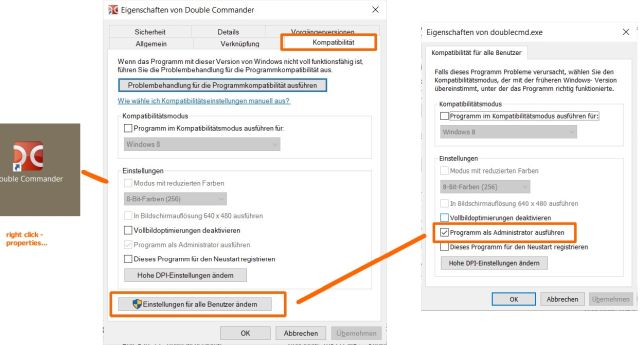 ouble Commander
right click -
properties...
Eigenschaften von Double Commander
Sicherheit
Details
Vorgängerversionen
Allgemein
Verknüpfung
Kompatibilität
Wenn das Programm mit dieser Version von Windows nicht voll funktionsfähig ist,
führen Sie die Problembehandlung für die Programmkompatibilität aus.
Problembehandlung für die Programmkompatibilität ausführen
Wie wähle ich Kompatibilitätseinstellungen manuell aus?
Kompatibilitätsmodus
Programm im Kompatibilitätsmodus ausführen für:
Windows 8
Einstellungen
Modus mit reduzierten Farben
8-Bit-Farben (256)
In Bildschirmauflösung 640 x 480 ausführen
Vollbildoptimierungen deaktivieren
Programm als Administrator ausführen
Dieses Programm für den Neustart registrieren
Hohe DPI-Einstellungen ändern
Einstellungen für alle Benutzer ändern
OK
Abbrechen
Übernehmen
Eigenschaften von doublecmd.exe
Kompatibilität für alle Benutzer
Falls dieses Programm Probleme verursacht, wählen Sie den
Kompatibilitätsmodus, der mit der früheren Windows- Version
übereinstimmt, unter der das Programm richtig funktionierte.
Kompatibilitätsmodus
Programm im Kompatibilitätsmodus ausführen für:
Windows 8
Einstellungen
Modus mit reduzierten Farben
8-Bit-Farben (256)
In Bildschirmauflösung 640 x 480 ausführen
Vollbildoptimierungen deaktivieren
Programm als Administrator ausführen
Dieses Programm für den Neustart registrieren
Hohe DPI-Einstellungen ändern
OK
Abbrechen
Übernehmen